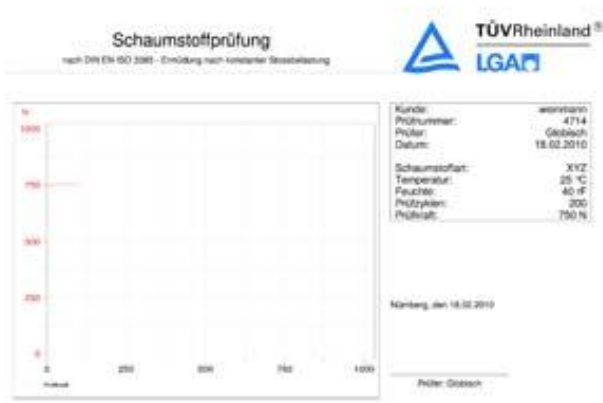 Schaumstoffprüfung
nach DIN EN ISO 3385 - Ermüdung nach konstanter Stossbelastung
TÜVRheinland®
LGA
1000
750
500
250
0
0 250 500 750 1000
Kunde: weinmann
Prüfnummer: 4714
Prüfer: Globisch
Datum: 18.02.2010
Schaumstoffart: XYZ
Temperatur: 25 °C
Feuchte: 40 rF
Prüfzyklen: 200
Prüfkraft: 750 N
Nürnberg, den 18.02.2010
Prüfer: Globisch